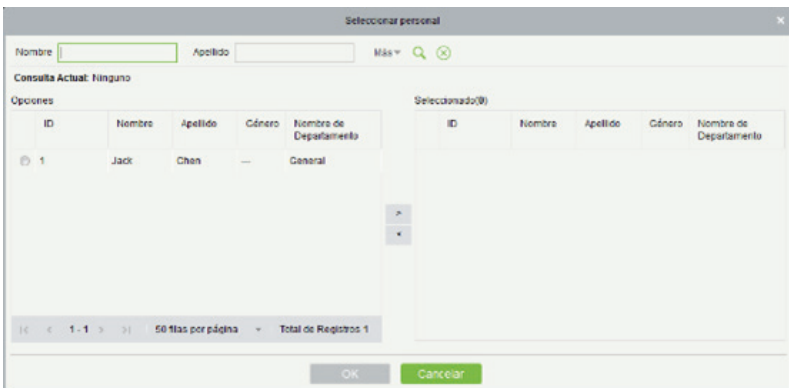 Seleccionar personal
Nombre Apellido Más
Consulta Actual: Ninguno
Opciones
ID Nombre Apellido Género Nombre de Departamento
1 Jack Chen --- General
1 - 1 50 filas por página Total de Registros 1
Seleccionado(0)
ID Nombre Apellido Género Nombre de Departamento
>
<
OK Cancelar